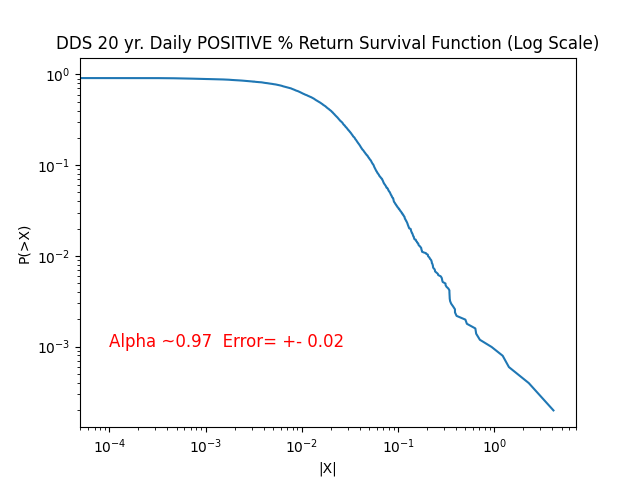 DDS 20 yr. Daily POSITIVE % Return Survival Function (Log Scale)
10⁰
10⁻¹
10⁻²
10⁻³
P(>X)
Alpha ~0.97  Error= +- 0.02
10⁻⁴ 10⁻³ 10⁻² 10⁻¹ 10⁰
|X|